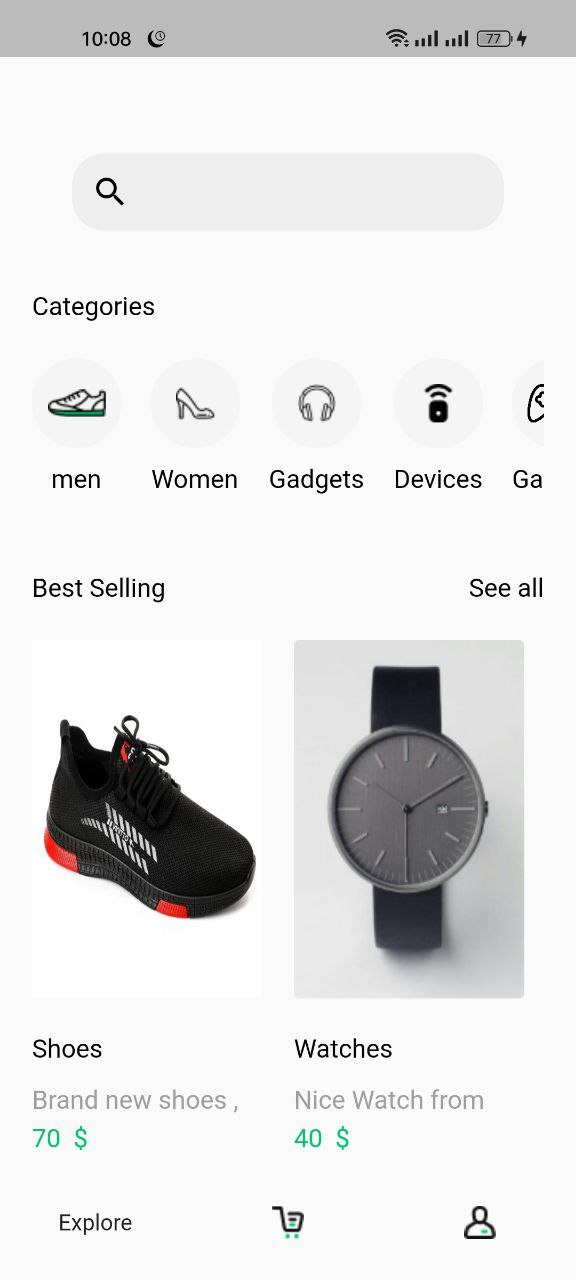 10:08
77
Categories
men Women Gadgets Devices Ga
Best Selling See all
Shoes Watches
Brand new shoes , Nice Watch from
70 $ 40 $
Explore